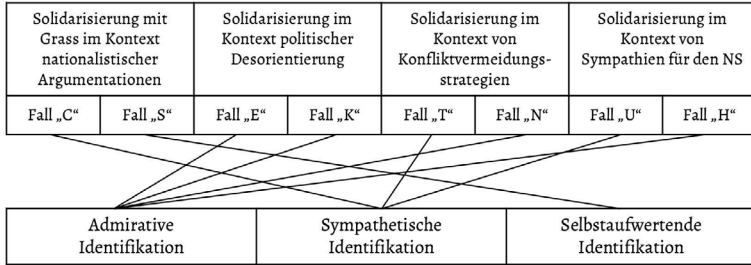 Solidarisierung mit
Grass im Kontext
nationalistischer
Argumentationen
Solidarisierung im
Kontext politischer
Desorientierung
Solidarisierung im
Kontext von
Konfliktvermeidungs-
strategien
Solidarisierung im
Kontext von
Sympathien für den NS
Fall „C“
Fall „S“
Fall „E“
Fall „K“
Fall „T“
Fall „N“
Fall „U“
Fall „H“
Admirative
Identifikation
Sympathetische
Identifikation
Selbstaufwertende
Identifikation